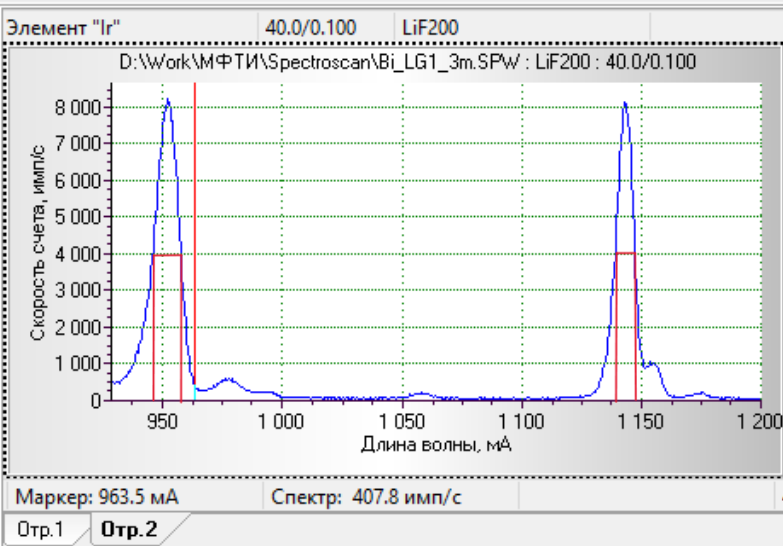 Элемент "Ir" 40.0/0.100 LiF200
D:\Work\МФТИ\Spectroscan\Bi_LG1_3m.SPW : LiF200 : 40.0/0.100
Скорость счета, имп/с
8 000
7 000
6 000
5 000
4 000
3 000
2 000
1 000
0
950 1 000 1 050 1 100 1 150 1 200
Длина волны, мА
Маркер: 963.5 мА Спектр: 407.8 имп/с
Отр.1 Отр.2